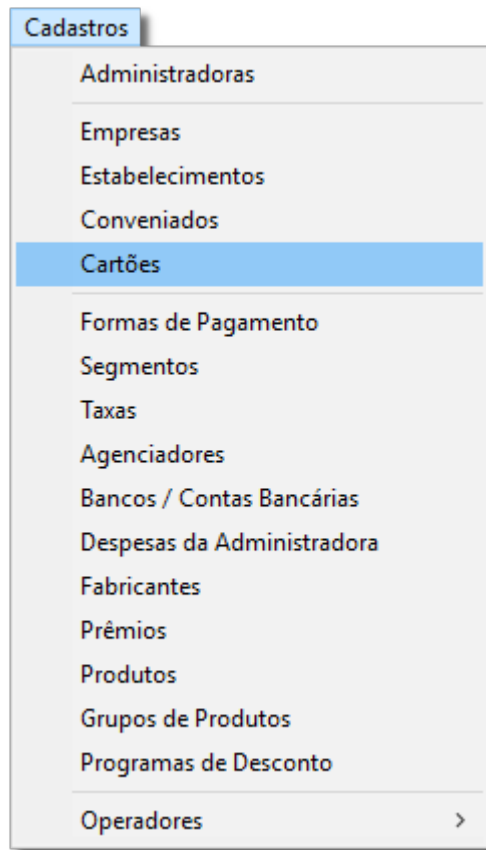 Cadastros
Administradoras
Empresas
Estabelecimentos
Conveniados
Cartões
Formas de Pagamento
Segmentos
Taxas
Agenciadores
Bancos / Contas Bancárias
Despesas da Administradora
Fabricantes
Prêmios
Produtos
Grupos de Produtos
Programas de Desconto
Operadores